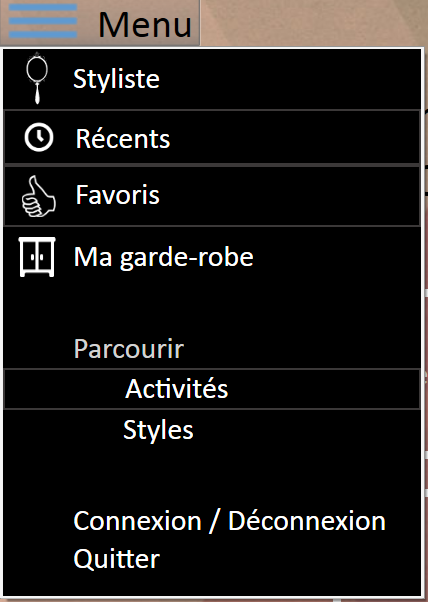 Menu
Styliste
Récents
Favoris
Ma garde-robe
Parcourir
Activités
Styles
Connexion / Déconnexion
Quitter